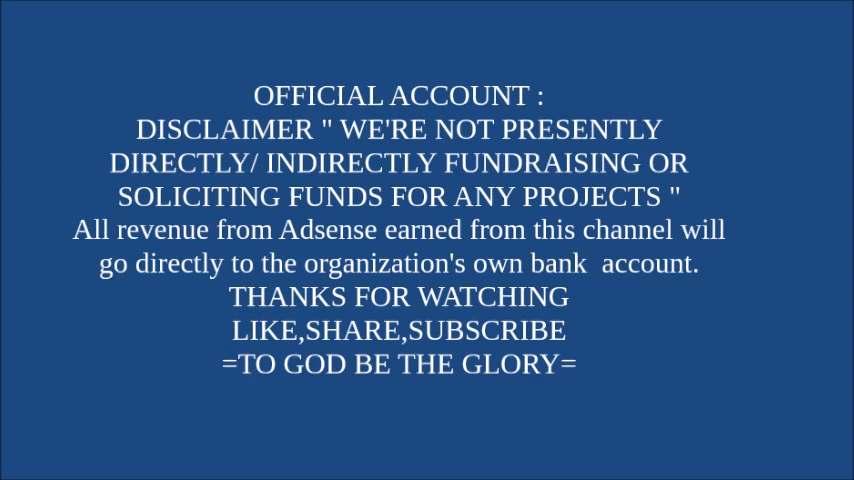 OFFICIAL ACCOUNT :
DISCLAIMER " WE'RE NOT PRESENTLY
DIRECTLY/ INDIRECTLY FUNDRAISING OR
SOLICITING FUNDS FOR ANY PROJECTS "
All revenue from Adsense earned from this channel will
go directly to the organization's own bank  account.
THANKS FOR WATCHING
LIKE,SHARE,SUBSCRIBE
=TO GOD BE THE GLORY=